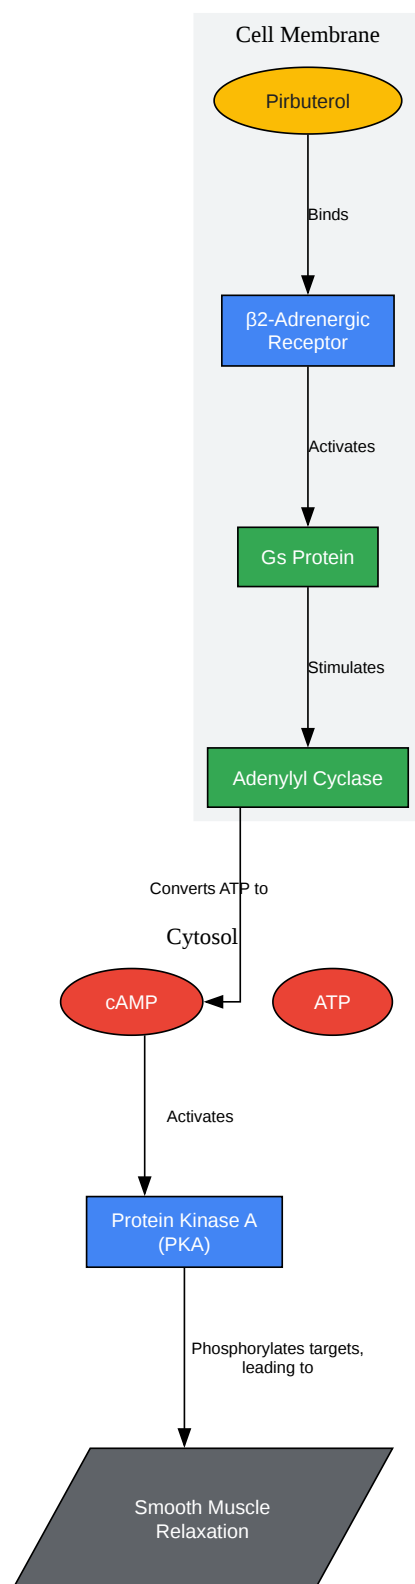 Cell Membrane
Pirbuterol
Binds
β2-Adrenergic
Receptor
Activates
Gs Protein
Stimulates
Adenylyl Cyclase
Converts ATP to
Cytosol
cAMP
ATP
Activates
Protein Kinase A
(PKA)
Phosphorylates targets,
leading to
Smooth Muscle
Relaxation